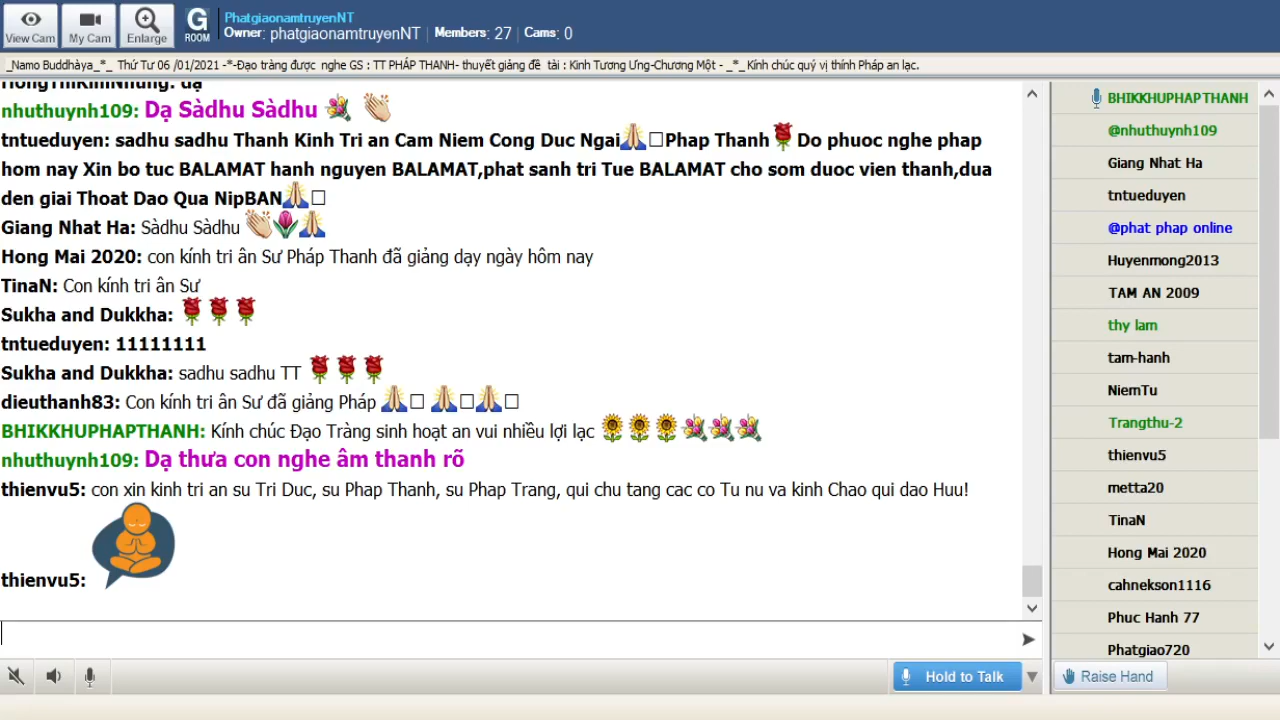 View Cam
My Cam
Enlarge
G
ROOM
PhatgiaonamtruyenNT
Owner: phatgiaonamtruyenNT | Members: 27 | Cams: 0
_Namo Buddhàya_*_ Thứ Tư 06 /01/2021 -*-Đạo tràng được nghe GS : TT PHÁP THANH- thuyết giảng đề tài : Kinh Tương Ưng-Chương Một - _*_ Kính chúc quý vị thính Pháp an lạc.
HongThiKimNhung: dạ
nhuthuynh109: Dạ Sàdhu Sàdhu
tntueduyen: sadhu sadhu Thanh Kinh Tri an Cam Niem Cong Duc Ngai🙏□Phap Thanh🌹Do phuoc nghe phap
hom nay Xin bo tuc BALAMAT hanh nguyen BALAMAT,phat sanh tri Tue BALAMAT cho som duoc vien thanh,dua
den giai Thoat Dao Qua NipBAN🙏□
Giang Nhat Ha: Sàdhu Sàdhu 👏🌷🙏
Hong Mai 2020: con kính tri ân Sư Pháp Thanh đã giảng dạy ngày hôm nay
TinaN: Con kính tri ân Sư
Sukha and Dukkha: 🌹🌹🌹
tntueduyen: 11111111
Sukha and Dukkha: sadhu sadhu TT 🌹🌹🌹
dieuthanh83: Con kính tri ân Sư đã giảng Pháp 🙏□ 🙏□🙏□
BHIKKHUPHAPTHANH: Kính chúc Đạo Tràng sinh hoạt an vui nhiều lợi lạc 🌻🌻🌻💐💐💐
nhuthuynh109: Dạ thưa con nghe âm thanh rõ
thienvu5: con xin kinh tri an su Tri Duc, su Phap Thanh, su Phap Trang, qui chu tang cac co Tu nu va kinh Chao qui dao Huu!
thienvu5:
BHIKKHUPHAPTHANH
@nhuthuynh109
Giang Nhat Ha
tntueduyen
@phat phap online
Huyenmong2013
TAM AN 2009
thy lam
tam-hanh
NiemTu
Trangthu-2
thienvu5
metta20
TinaN
Hong Mai 2020
cahnekson1116
Phuc Hanh 77
Phatgiao720
Hold to Talk
Raise Hand